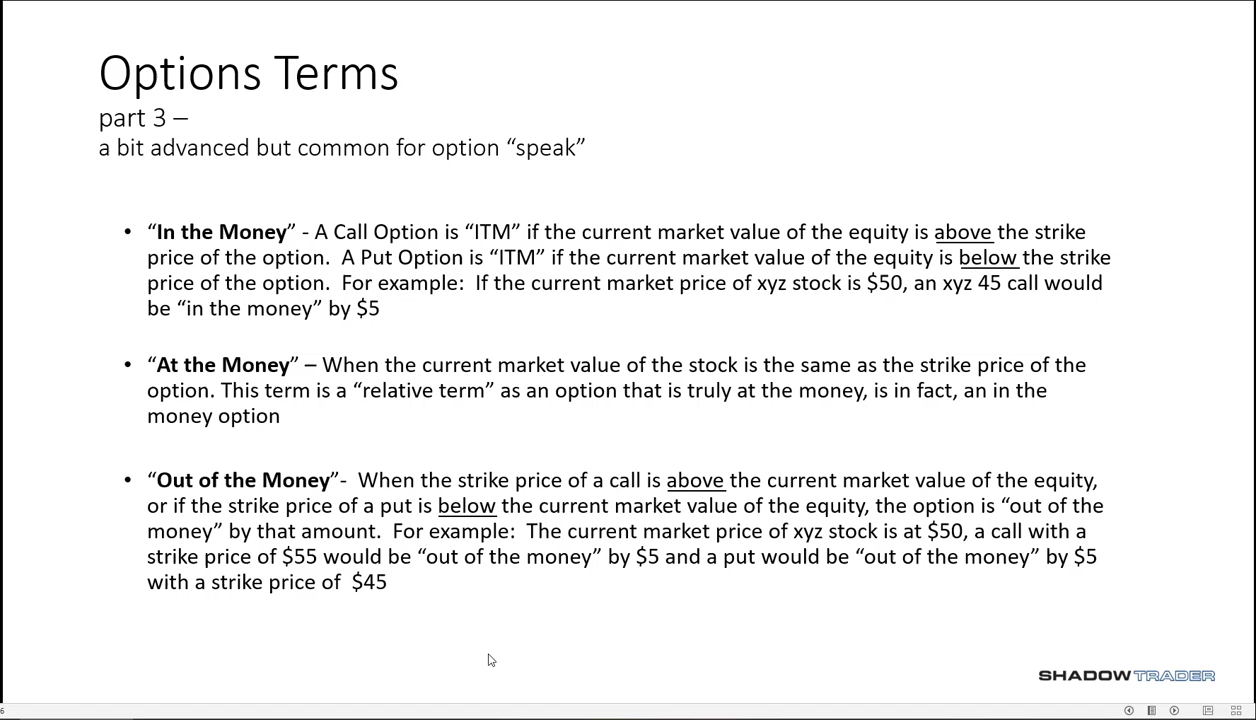 Options Terms
part 3 –
a bit advanced but common for option “speak”
• “In the Money” - A Call Option is “ITM” if the current market value of the equity is above the strike
price of the option.  A Put Option is “ITM” if the current market value of the equity is below the strike
price of the option.  For example:  If the current market price of xyz stock is $50, an xyz 45 call would
be “in the money” by $5
• “At the Money” – When the current market value of the stock is the same as the strike price of the
option. This term is a “relative term” as an option that is truly at the money, is in fact, an in the
money option
• “Out of the Money”-  When the strike price of a call is above the current market value of the equity,
or if the strike price of a put is below the current market value of the equity, the option is “out of the
money” by that amount.  For example:  The current market price of xyz stock is at $50, a call with a
strike price of $55 would be “out of the money” by $5 and a put would be “out of the money” by $5
with a strike price of  $45
SHADOWTRADER
6